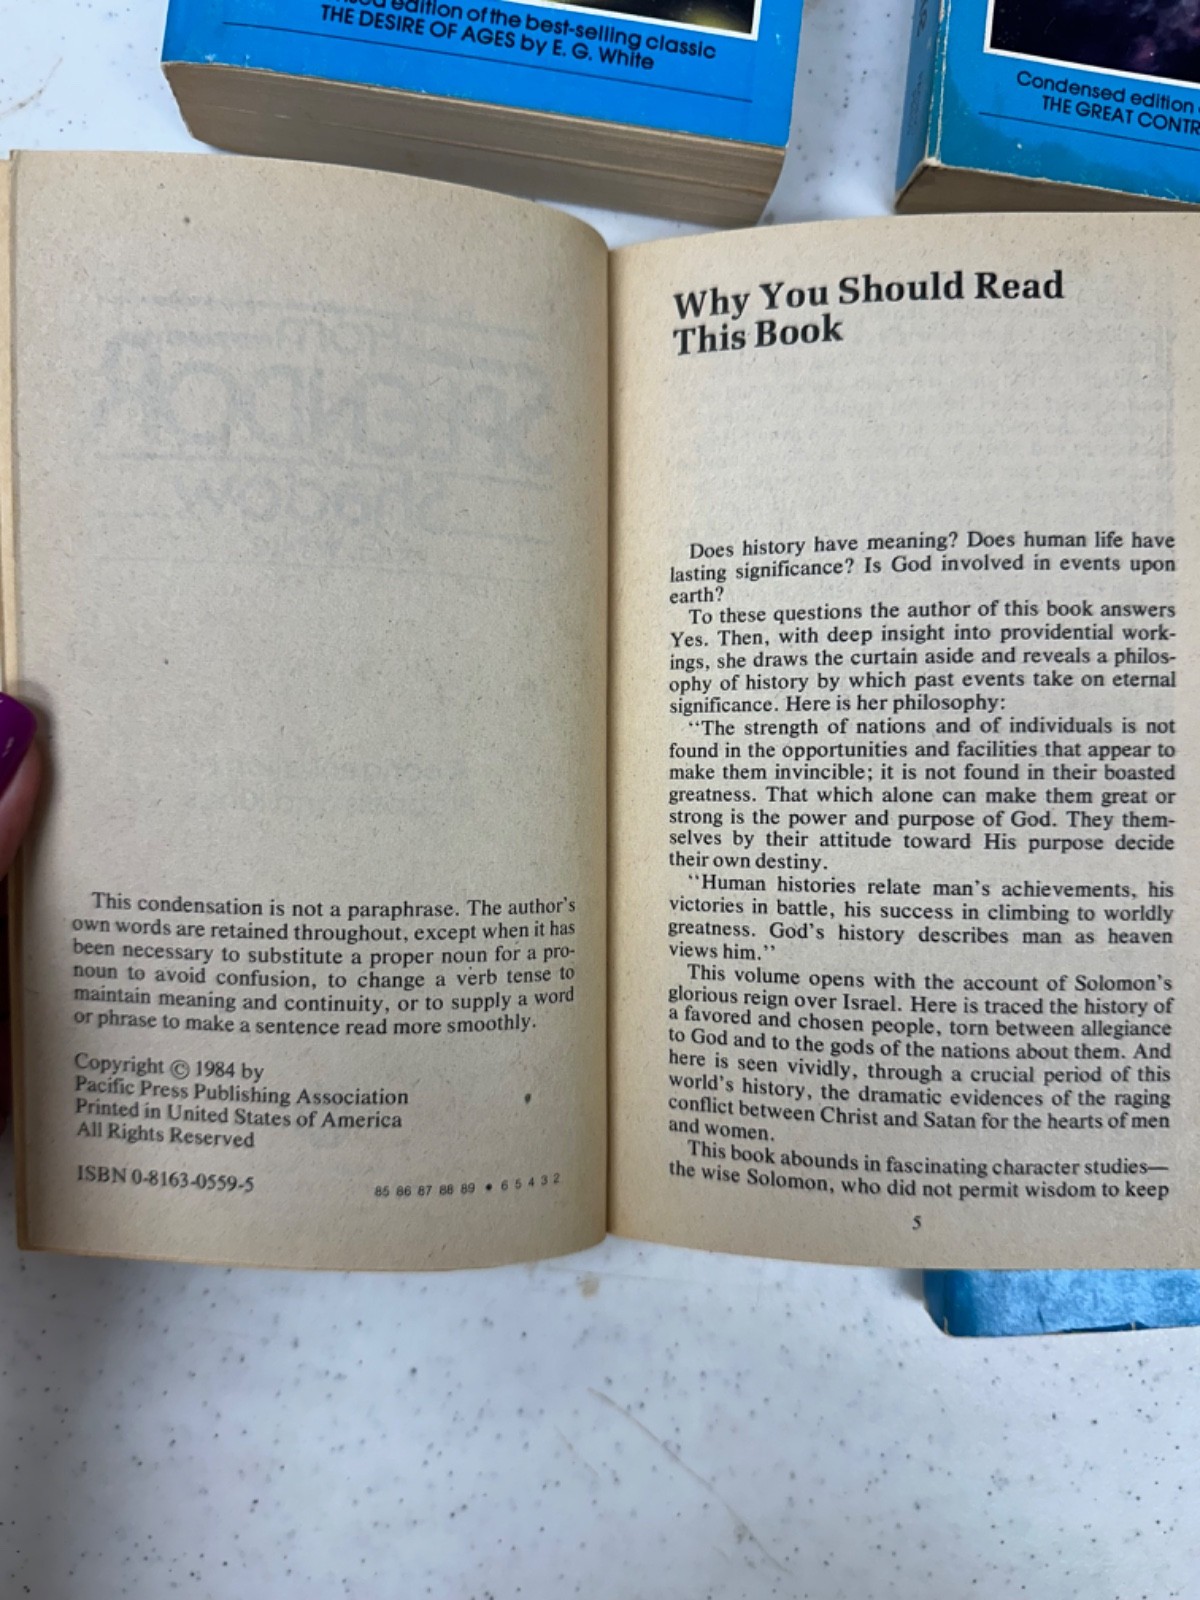 edition of the best-selling classic
THE DESIRE OF AGES by E. G. White
Condensed edition
THE GREAT CONTR
This condensation is not a paraphrase. The author's
own words are retained throughout, except when it has
been necessary to substitute a proper noun for a pro-
noun to avoid confusion, to change a verb tense to
maintain meaning and continuity, or to supply a word
or phrase to make a sentence read more smoothly.
Copyright © 1984 by
Pacific Press Publishing Association
Printed in United States of America
All Rights Reserved
ISBN 0-8163-0559-5
85 86 87 88 89 • 6 5 4 3 2
Why You Should Read
This Book
Does history have meaning? Does human life have
lasting significance? Is God involved in events upon
earth?
To these questions the author of this book answers
Yes. Then, with deep insight into providential work-
ings, she draws the curtain aside and reveals a philos-
ophy of history by which past events take on eternal
significance. Here is her philosophy:
"The strength of nations and of individuals is not
found in the opportunities and facilities that appear to
make them invincible; it is not found in their boasted
greatness. That which alone can make them great or
strong is the power and purpose of God. They them-
selves by their attitude toward His purpose decide
their own destiny.
"Human histories relate man's achievements, his
victories in battle, his success in climbing to worldly
greatness. God's history describes man as heaven
views him."
This volume opens with the account of Solomon's
glorious reign over Israel. Here is traced the history of
a favored and chosen people, torn between allegiance
to God and to the gods of the nations about them. And
here is seen vividly, through a crucial period of this
world's history, the dramatic evidences of the raging
conflict between Christ and Satan for the hearts of men
and women.
This book abounds in fascinating character studies—
the wise Solomon, who did not permit wisdom to keep
5